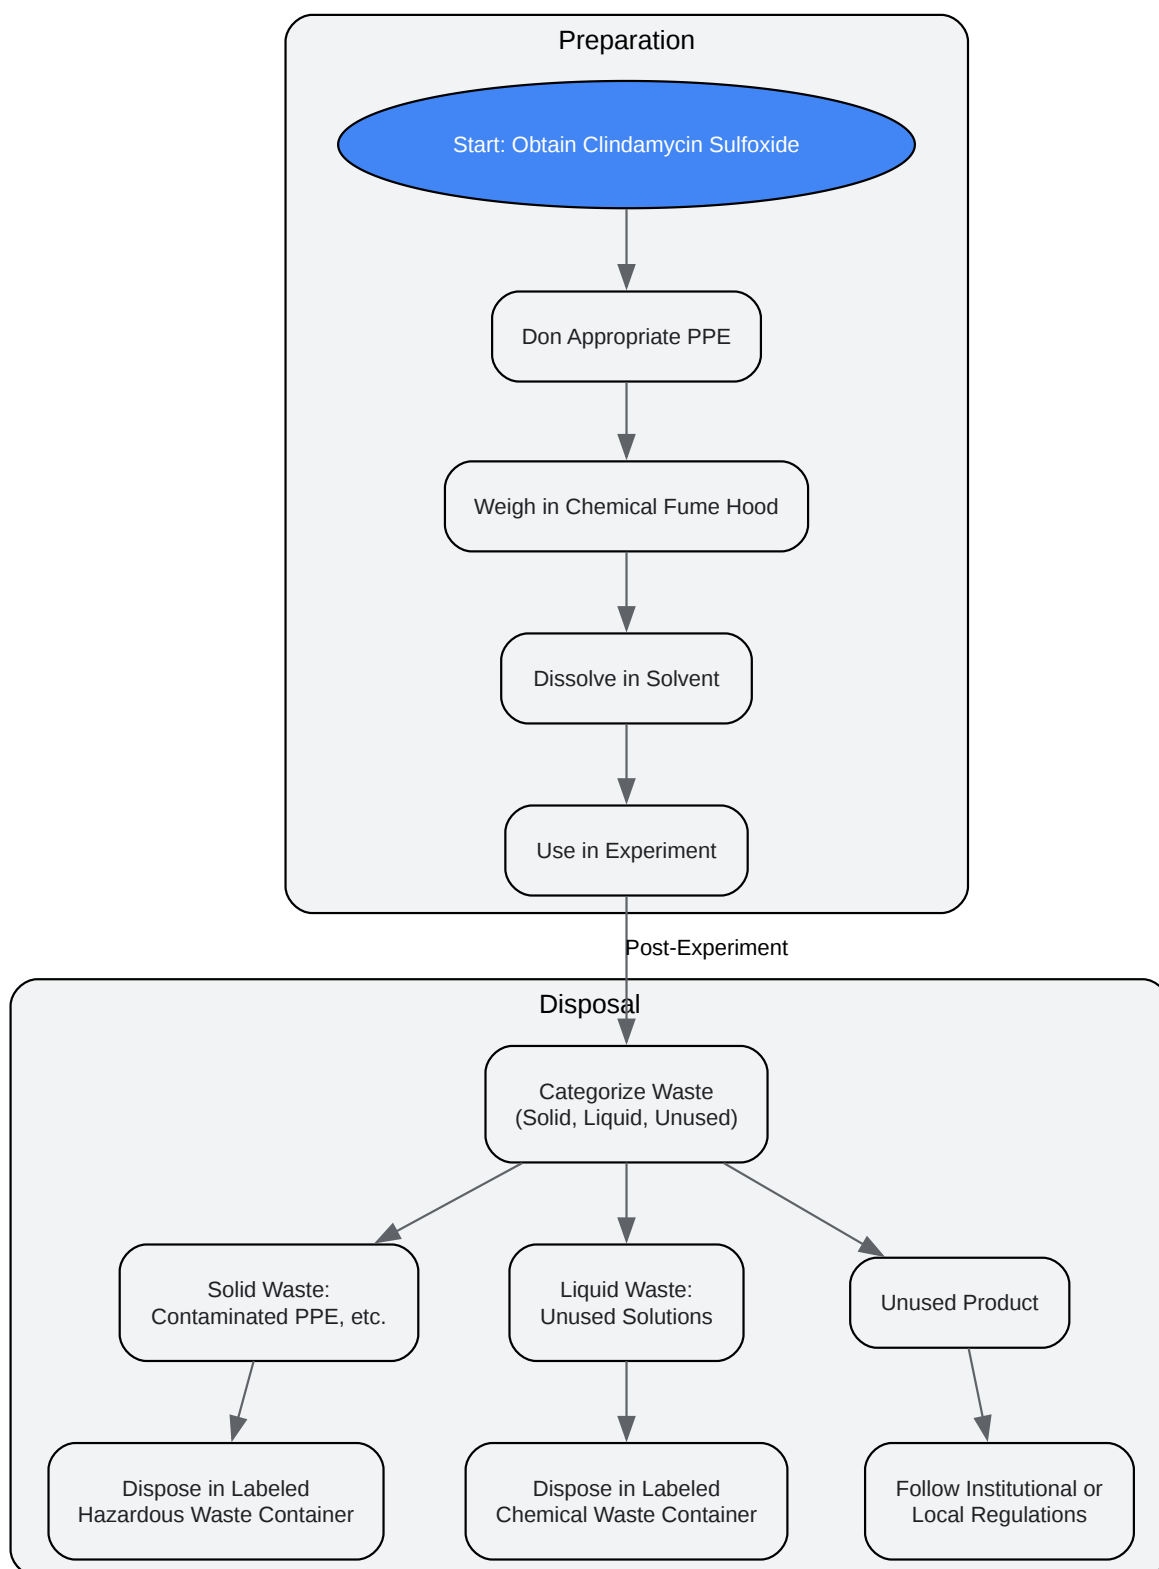 Preparation
Start: Obtain Clindamycin Sulfoxide
Don Appropriate PPE
Weigh in Chemical Fume Hood
Dissolve in Solvent
Use in Experiment
Post-Experiment
Disposal
Categorize Waste
(Solid, Liquid, Unused)
Solid Waste:
Contaminated PPE, etc.
Liquid Waste:
Unused Solutions
Unused Product
Dispose in Labeled
Hazardous Waste Container
Dispose in Labeled
Chemical Waste Container
Follow Institutional or
Local Regulations